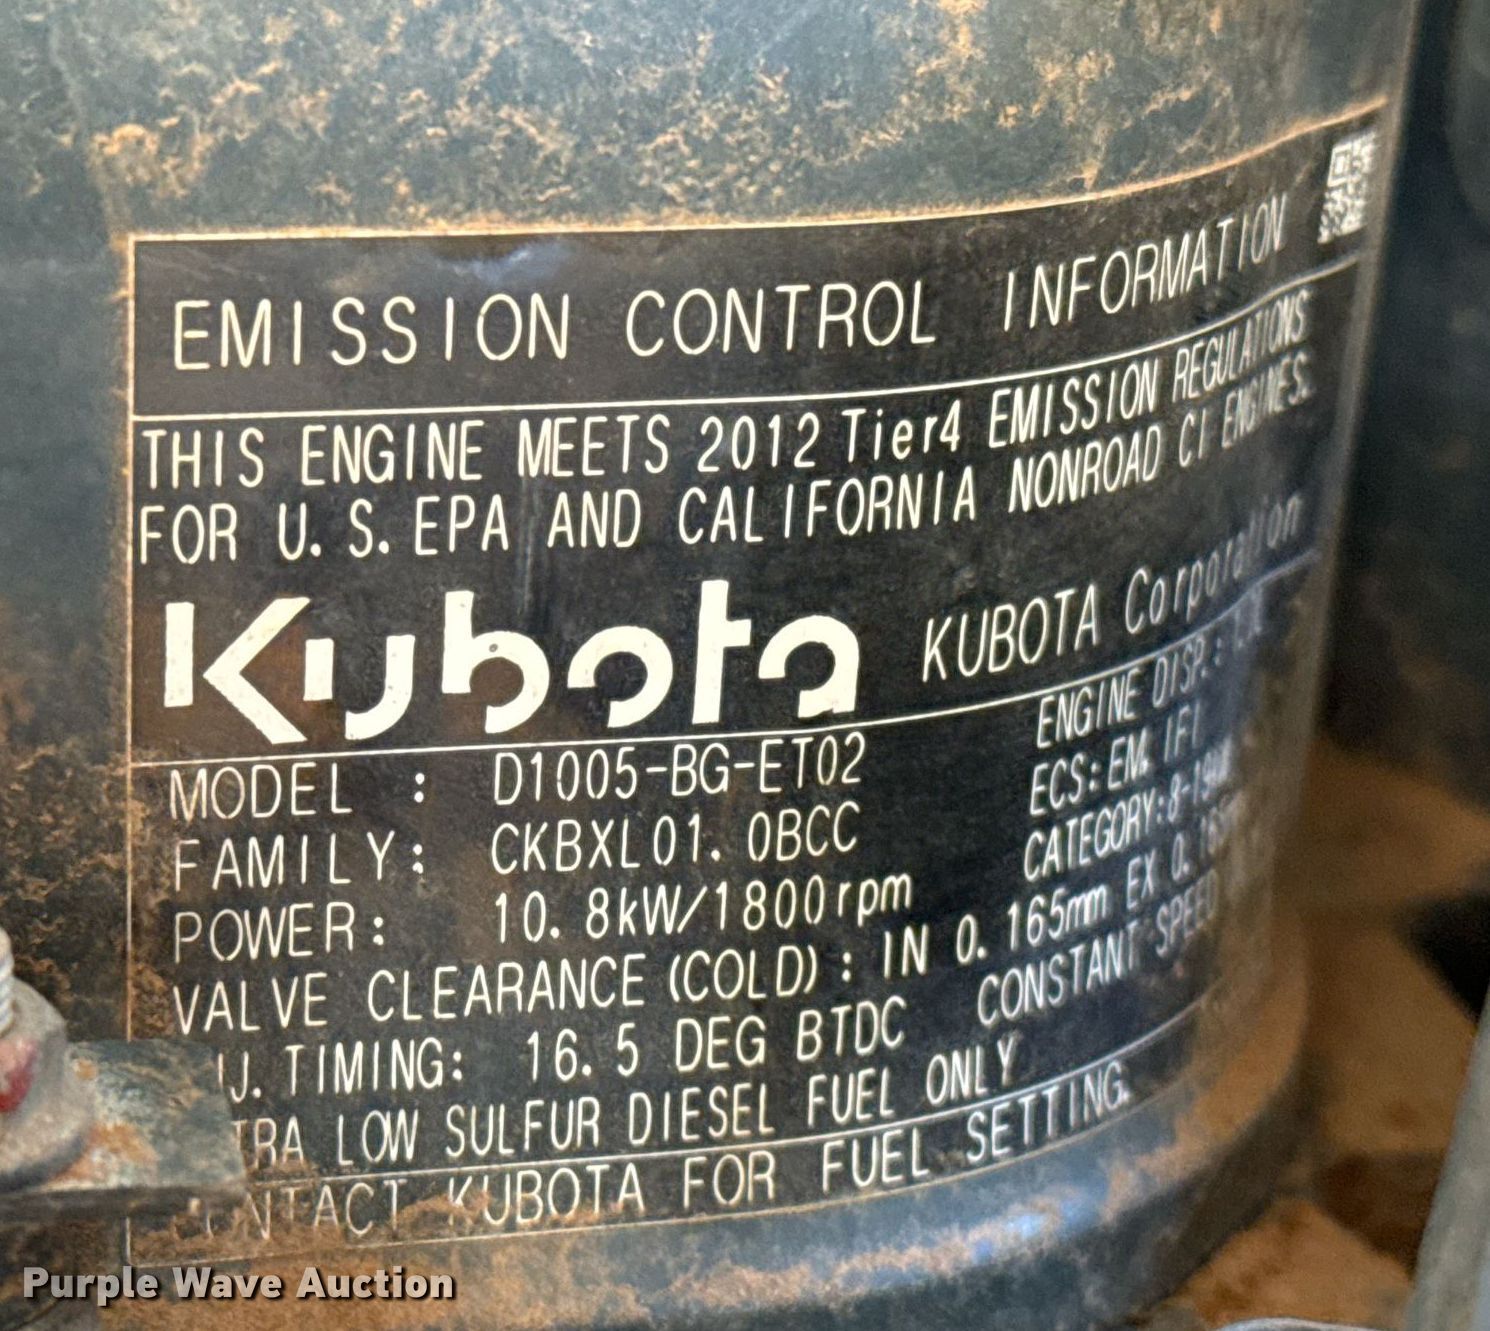 EMISSION CONTROL INFORMATION
THIS ENGINE MEETS 2012 Tier4 EMISSION REGULATIONS
FOR U.S.EPA AND CALIFORNIA NONROAD CI ENGINES.
Kubota KUBOTA Corporation
MODEL : D1005-BG-ET02 ENGINE DISP.:
FAMILY: CKBXL01.0BCC ECS:EM, IFI
POWER: 10.8kW/1800rpm CATEGORY:
VALVE CLEARANCE (COLD) : IN 0.165mm EX
TIMING: 16.5 DEG BTDC CONSTANT SPEED
LOW SULFUR DIESEL FUEL ONLY
CONTACT KUBOTA FOR FUEL SETTING.
Purple Wave Auction